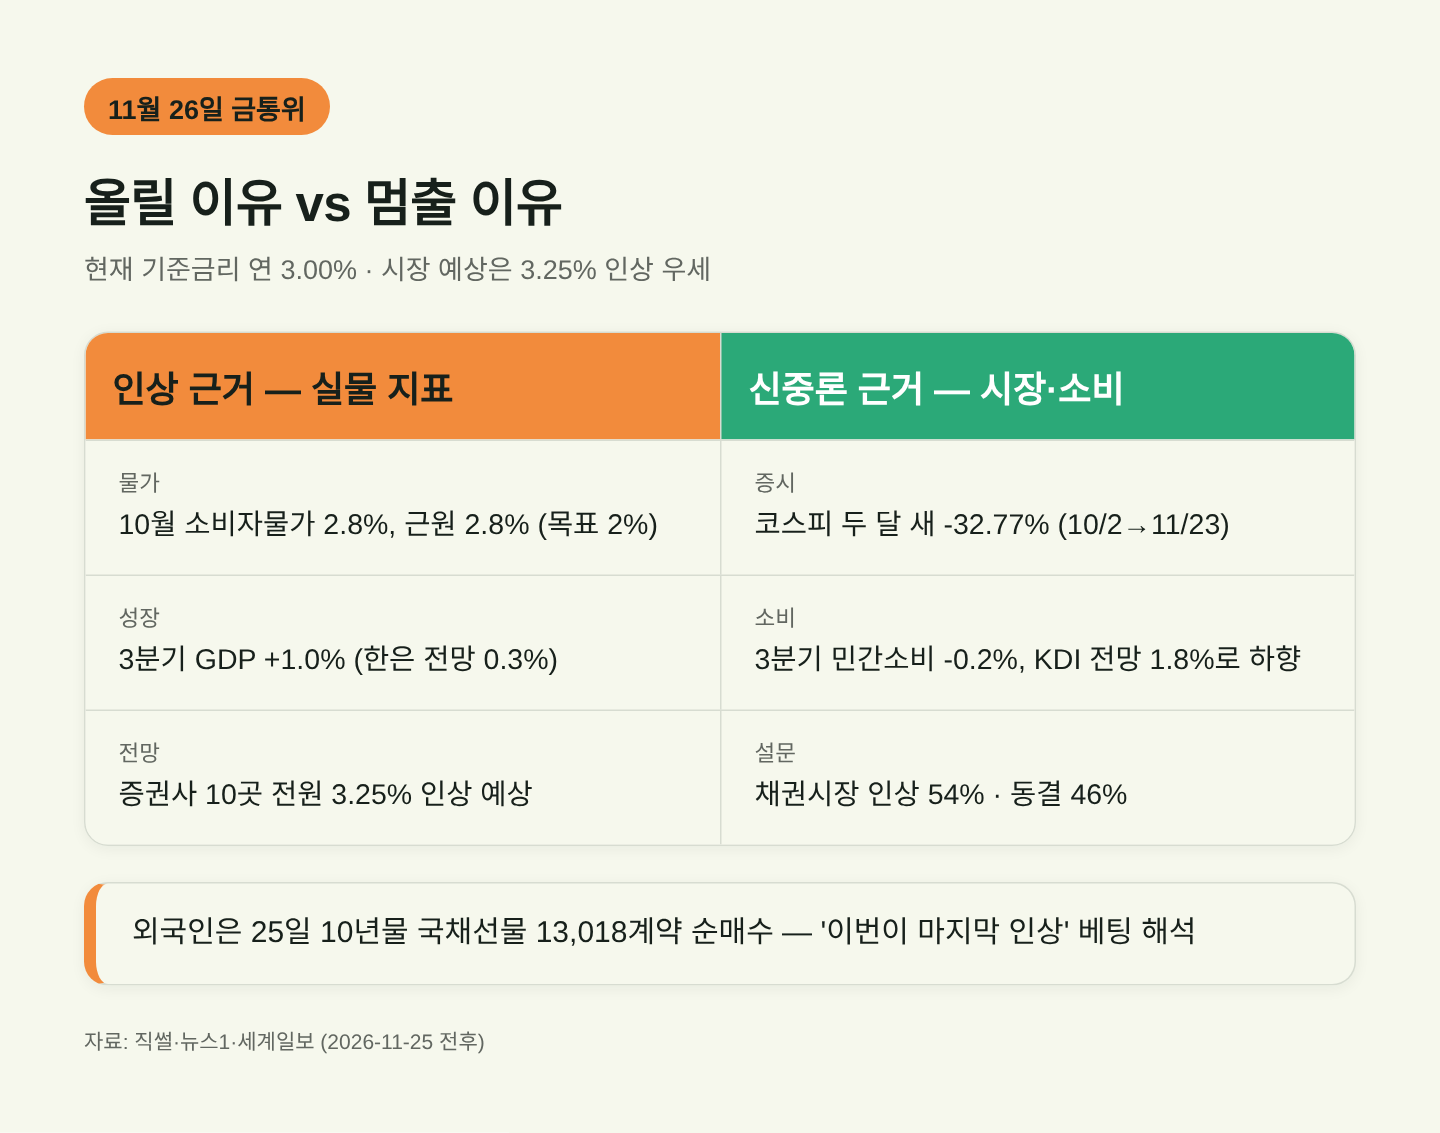 11월 26일 금통위
올릴 이유 vs 멈출 이유
현재 기준금리 연 3.00% · 시장 예상은 3.25% 인상 우세
인상 근거 — 실물 지표
신중론 근거 — 시장·소비
물가
10월 소비자물가 2.8%, 근원 2.8% (목표 2%)
증시
코스피 두 달 새 -32.77% (10/2→11/23)
성장
3분기 GDP +1.0% (한은 전망 0.3%)
소비
3분기 민간소비 -0.2%, KDI 전망 1.8%로 하향
전망
증권사 10곳 전원 3.25% 인상 예상
설문
채권시장 인상 54% · 동결 46%
외국인은 25일 10년물 국채선물 13,018계약 순매수 — '이번이 마지막 인상' 베팅 해석
자료: 직썰·뉴스1·세계일보 (2026-11-25 전후)